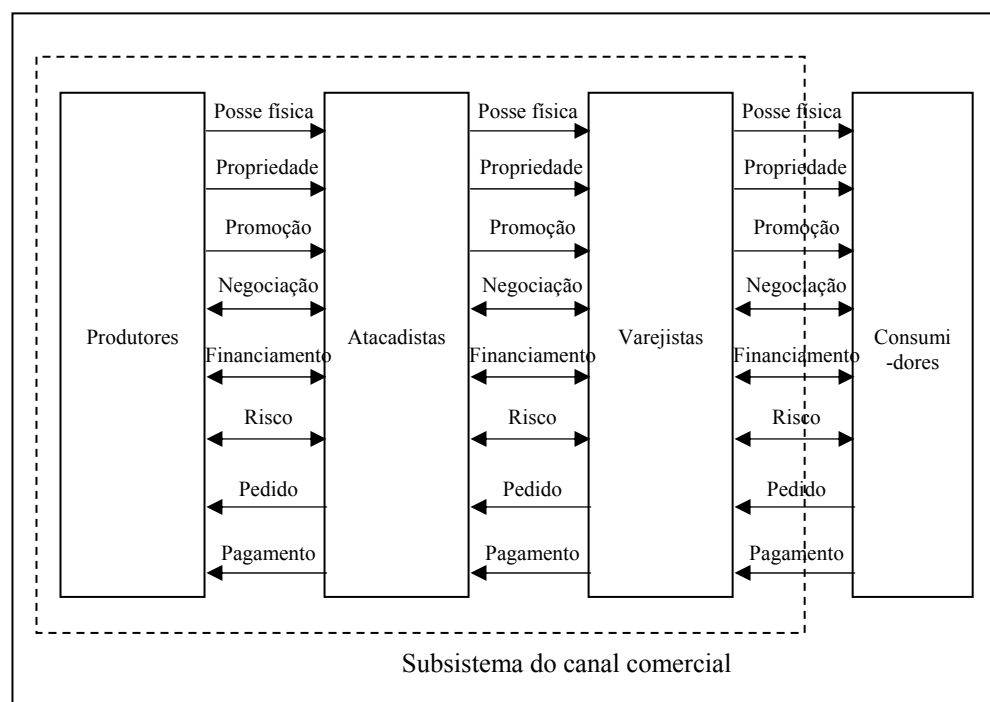 Posse física Posse física Posse física
Propriedade Propriedade Propriedade
Promoção Promoção Promoção
Negociação Negociação Negociação
Produtores Atacadistas Varejistas Consumi
-dores
Financiamento Financiamento Financiamento
Risco Risco Risco
Pedido Pedido Pedido
Pagamento Pagamento Pagamento
Subsistema do canal comercial